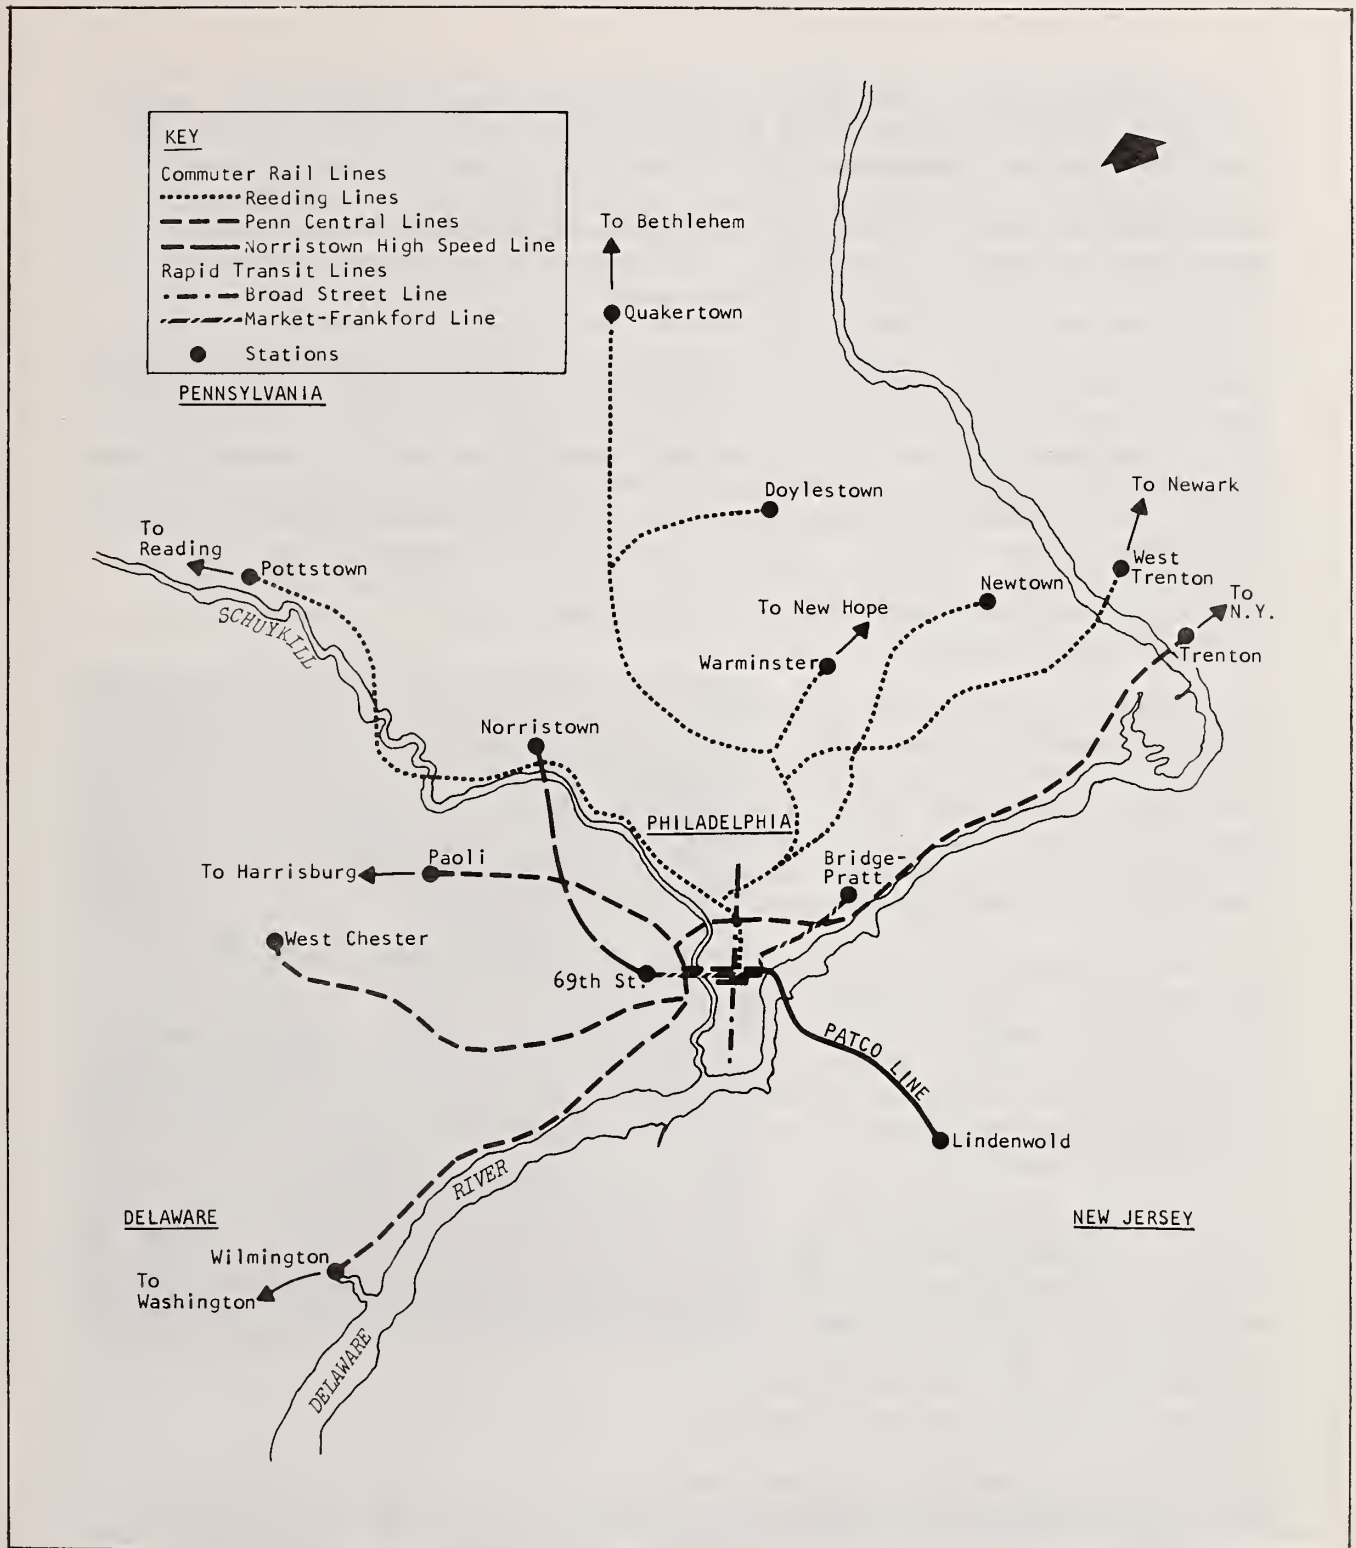 KEY
Commuter Rail Lines
Reeding Lines
Penn Central Lines
Norristown High Speed Line
Rapid Transit Lines
Broad Street Line
Market-Frankford Line
Stations
PENNSYLVANIA
To Bethlehem
Quakertown
Doylestown
To Newark
West
Trenton
To
Reading
Pottstown
SCHUYKILL
Newtown
To
N.Y.
To New Hope
Warminster
Trenton
Norristown
PHILADELPHIA
Bridge-
Pratt
Paoli
To Harrisburg
West Chester
69th St.
PATCO LINE
Lindenwold
RIVER
DELAWARE
NEW JERSEY
Wilmington
To
Washington
DELAWARE